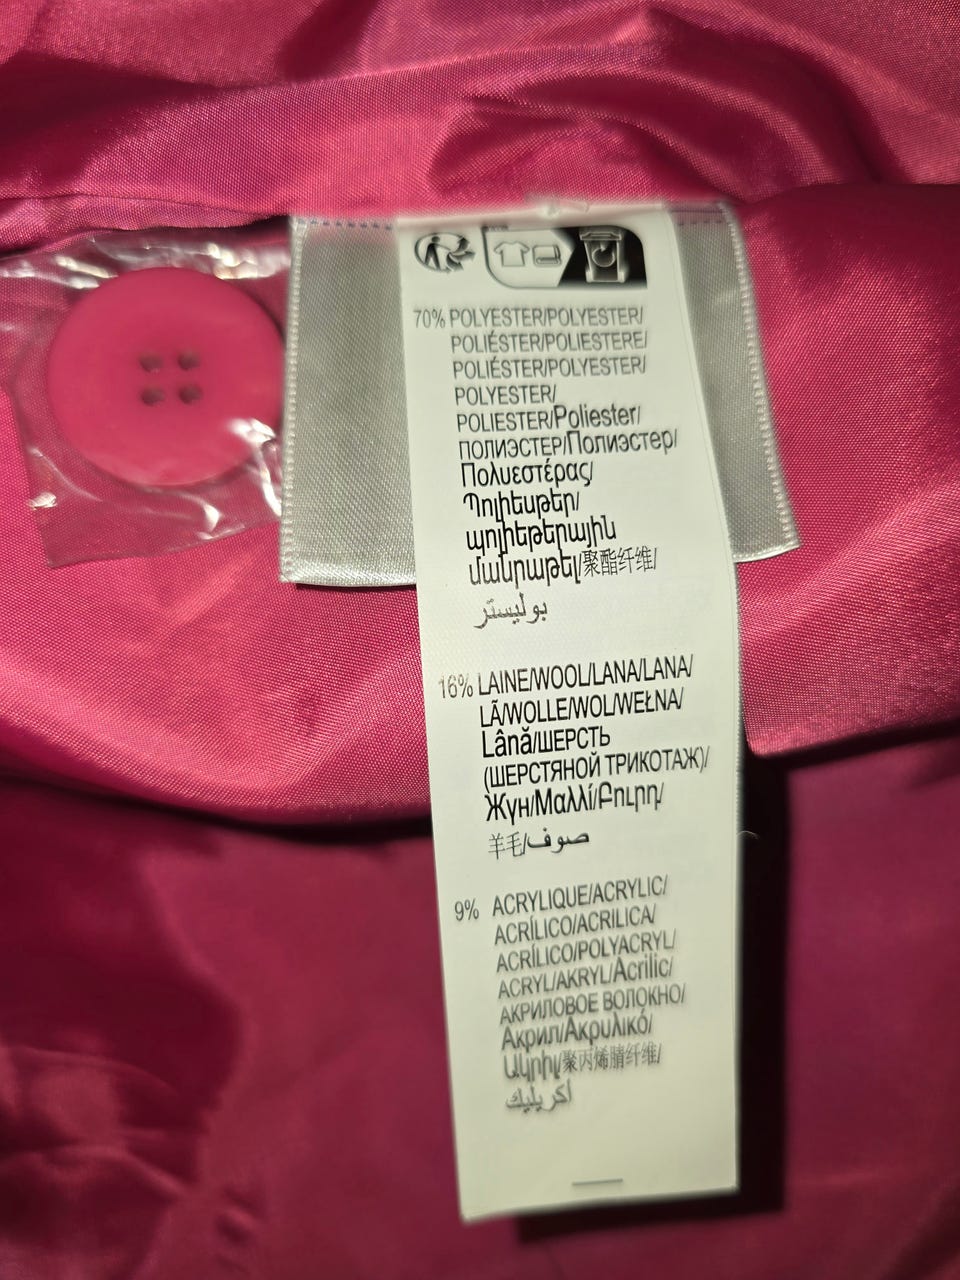 70% POLYESTER/POLYESTER/
POLIÉSTER/POLIESTERE/
POLIÉSTER/POLYESTER/
POLYESTER/
POLIESTER/Poliester/
ПОЛИЭСТЕР/Полиэстер/
Πολυεστέρας/
Պոլիեսթեր/
պոլիեթերային
մանրաթել/聚酯纤维/
بوليستر
16% LAINE/WOOL/LANA/LANA/
LÃ/WOLLE/WOL/WEŁNA/
Lână/ШЕРСТЬ
(ШЕРСТЯНОЙ ТРИКОТАЖ)/
Жүн/Μαλλί/Բուրդ/
羊毛/صوف
9% ACRYLIQUE/ACRYLIC/
ACRÍLICO/ACRILICA/
ACRÍLICO/POLYACRYL/
ACRYL/AKRYL/Acrilic/
АКРИЛОВОЕ ВОЛОКНО/
Акрил/Ακρυλικό/
Ակրիլ/聚丙烯腈纤维/
أكريليك